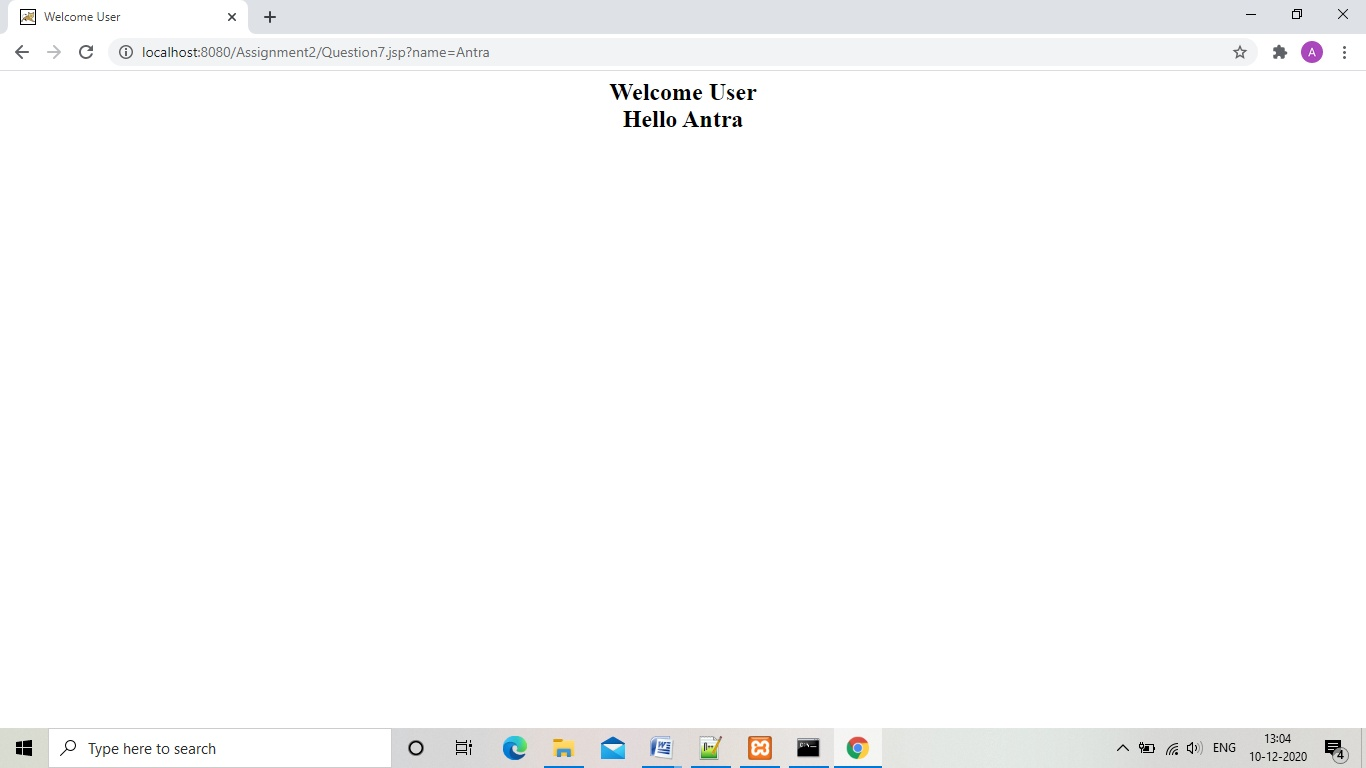 Welcome User
localhost:8080/Assignment2/Question7.jsp?name=Antra
A
Welcome User
Hello Antra
Type here to search
ENG
13:04
10-12-2020
4